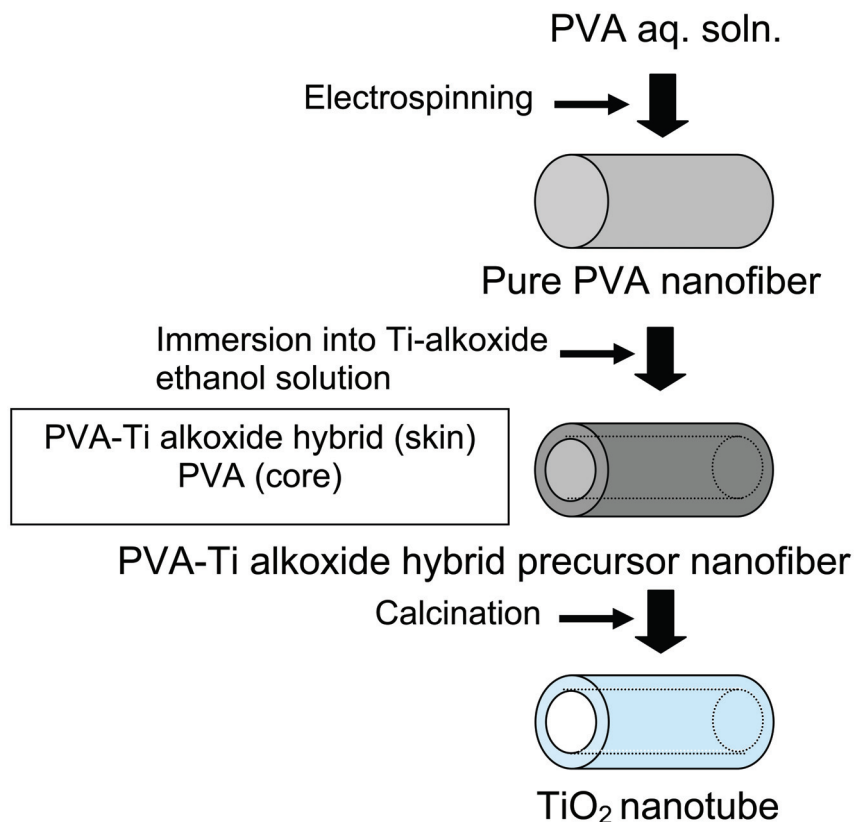 PVA aq. soln.
Electrospinning
Pure PVA nanofiber
Immersion into Ti-alkoxide
ethanol solution
PVA-Ti alkoxide hybrid (skin)
PVA (core)
PVA-Ti alkoxide hybrid precursor nanofiber
Calcination
TiO₂ nanotube